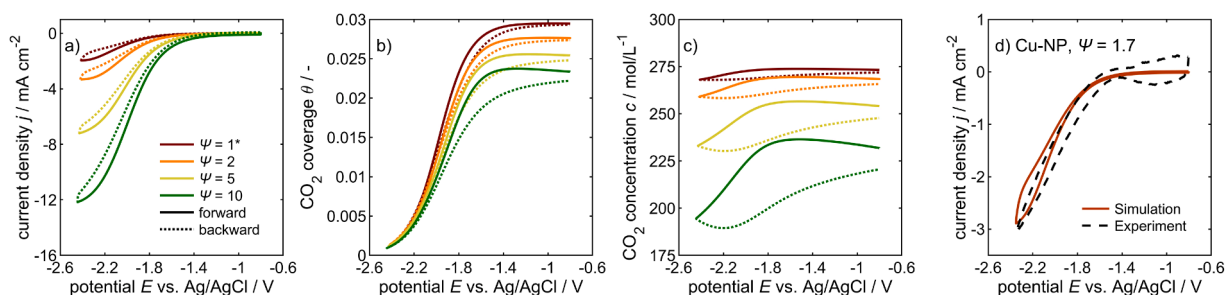 a)
0
-4
-8
-12
-16
-2.6
-2.2
-1.8
-1.4
-1
-0.6
current density j / mA cm⁻²
potential E vs. Ag/AgCl / V
Ψ = 1*
Ψ = 2
Ψ = 5
Ψ = 10
forward
backward
b)
0.03
0.025
0.02
0.015
0.01
0.005
0
-2.6
-2.2
-1.8
-1.4
-1
-0.6
CO₂ coverage θ / -
potential E vs. Ag/AgCl / V
c)
300
275
250
225
200
175
-2.6
-2.2
-1.8
-1.4
-1
-0.6
CO₂ concentration c / mol/L⁻¹
potential E vs. Ag/AgCl / V
d) Cu-NP, Ψ = 1.7
1
0
-1
-2
-3
-2.6
-2.2
-1.8
-1.4
-1
-0.6
current density j / mA cm⁻²
potential E vs. Ag/AgCl / V
Simulation
Experiment